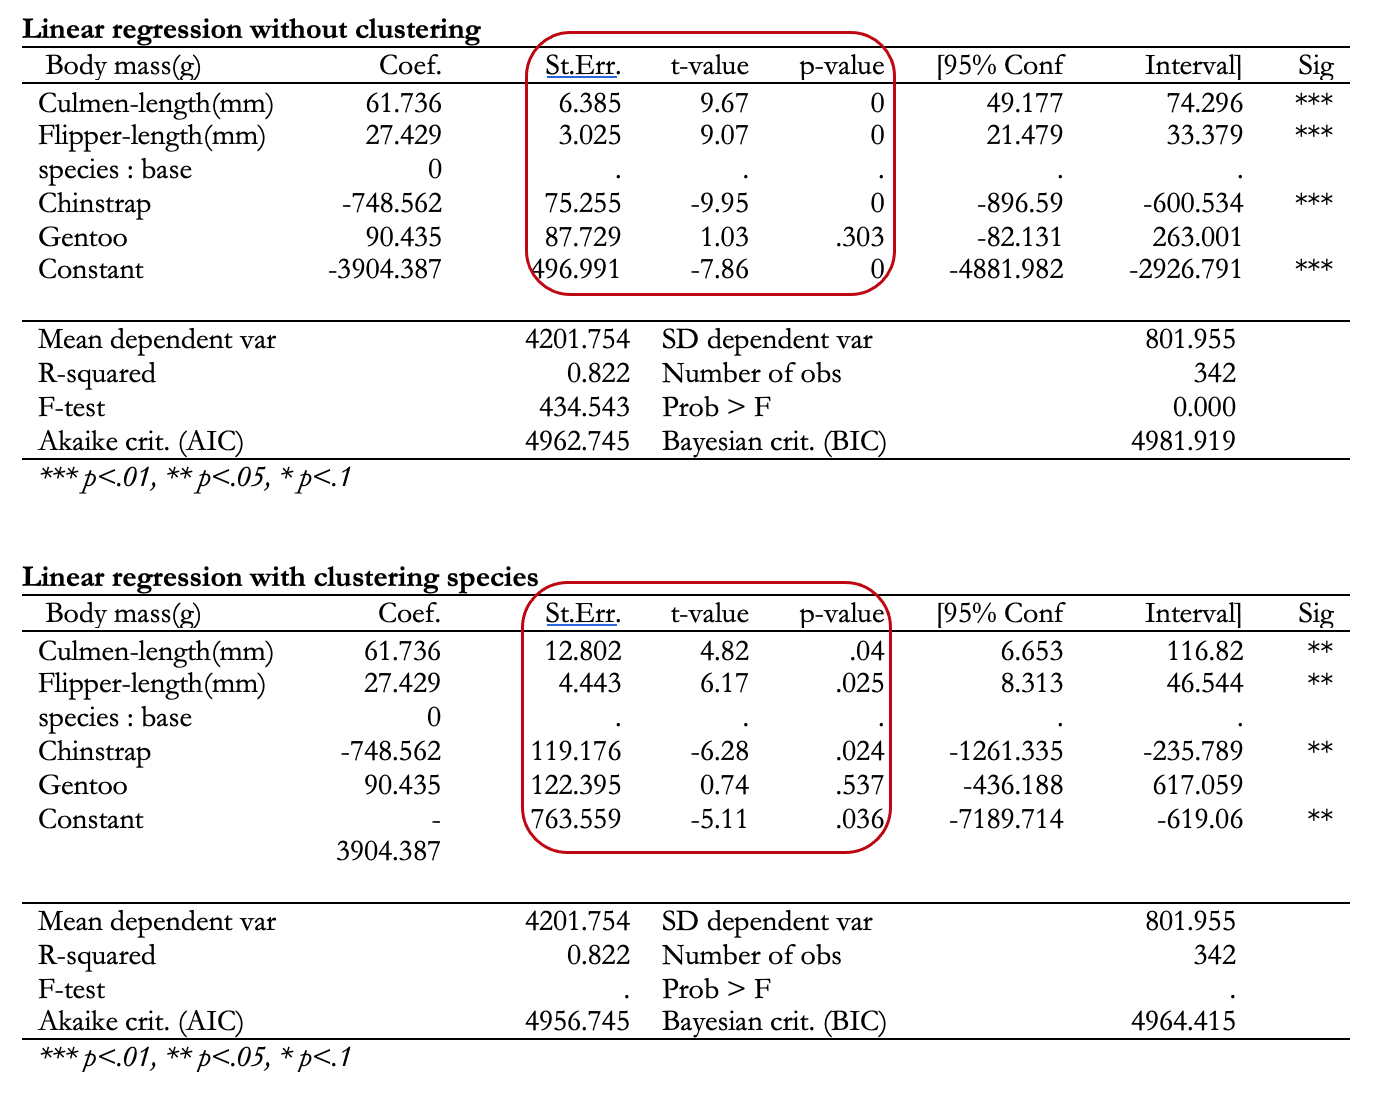 Linear regression without clustering
Body mass(g) Coef. St.Err. t-value p-value [95% Conf Interval] Sig
Culmen-length(mm) 61.736 6.385 9.67 0 49.177 74.296 ***
Flipper-length(mm) 27.429 3.025 9.07 0 21.479 33.379 ***
species : base 0 . . . . .
Chinstrap -748.562 75.255 -9.95 0 -896.59 -600.534 ***
Gentoo 90.435 87.729 1.03 .303 -82.131 263.001
Constant -3904.387 496.991 -7.86 0 -4881.982 -2926.791 ***
Mean dependent var 4201.754 SD dependent var 801.955
R-squared 0.822 Number of obs 342
F-test 434.543 Prob > F 0.000
Akaike crit. (AIC) 4962.745 Bayesian crit. (BIC) 4981.919
*** p<.01, ** p<.05, * p<.1
Linear regression with clustering species
Body mass(g) Coef. St.Err. t-value p-value [95% Conf Interval] Sig
Culmen-length(mm) 61.736 12.802 4.82 .04 6.653 116.82 **
Flipper-length(mm) 27.429 4.443 6.17 .025 8.313 46.544 **
species : base 0 . . . . .
Chinstrap -748.562 119.176 -6.28 .024 -1261.335 -235.789 **
Gentoo 90.435 122.395 0.74 .537 -436.188 617.059
Constant - 763.559 -5.11 .036 -7189.714 -619.06 **
3904.387
Mean dependent var 4201.754 SD dependent var 801.955
R-squared 0.822 Number of obs 342
F-test . Prob > F .
Akaike crit. (AIC) 4956.745 Bayesian crit. (BIC) 4964.415
*** p<.01, ** p<.05, * p<.1